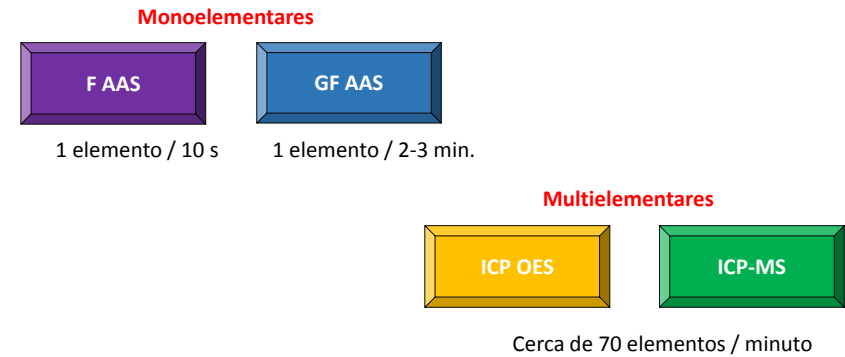 Monoelementares
F AAS
GF AAS
1 elemento / 10 s
1 elemento / 2-3 min.
Multielementares
ICP OES
ICP-MS
Cerca de 70 elementos / minuto